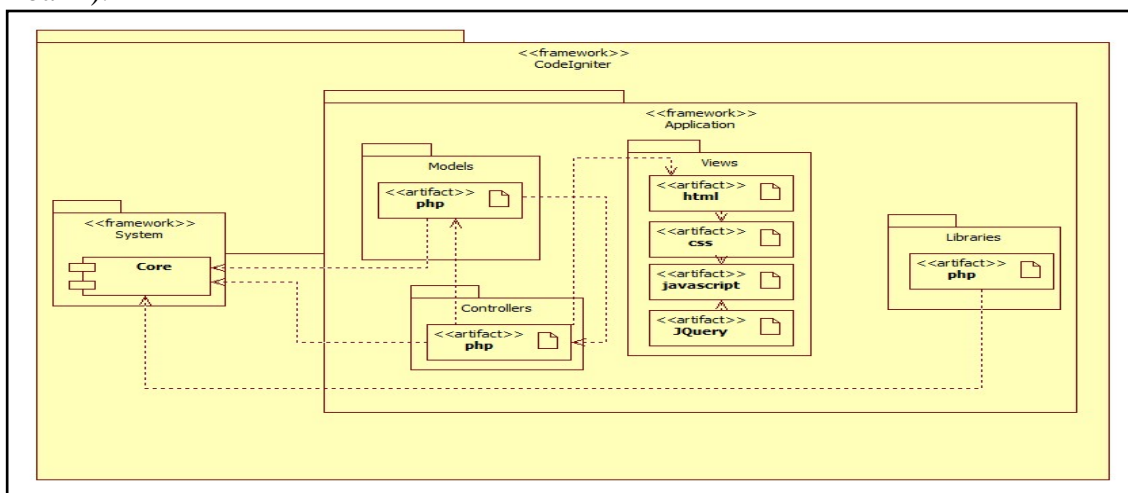 <<framework>>
CodeIgniter
<<framework>>
Application
Models
<<artifact>>
php
Views
<<artifact>>
html
<<artifact>>
css
<<artifact>>
javascript
<<artifact>>
JQuery
<<framework>>
System
Core
Controllers
<<artifact>>
php
Libraries
<<artifact>>
php